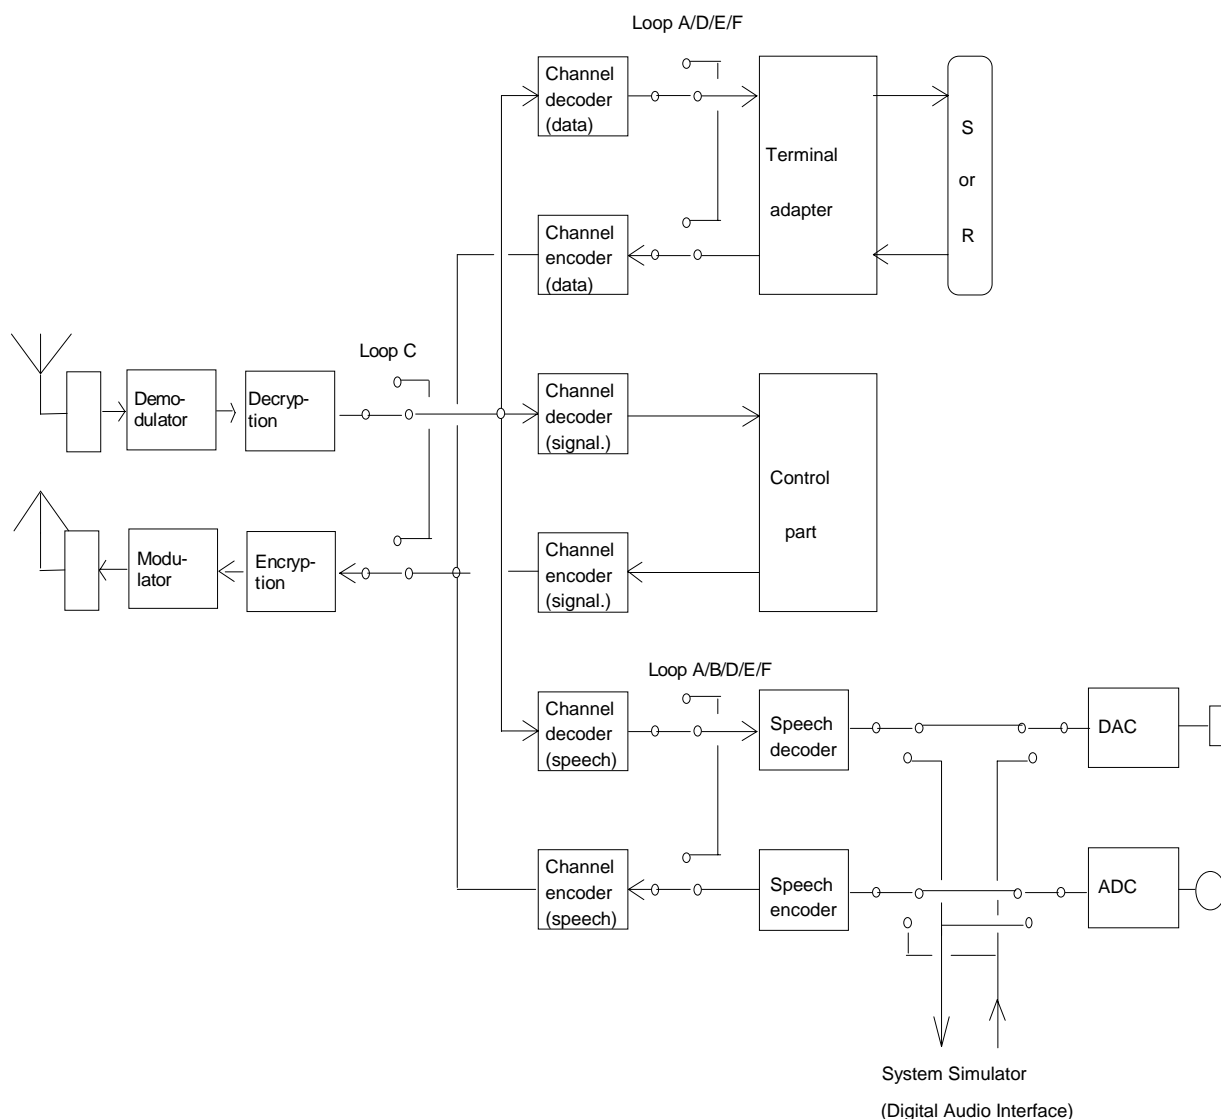 Loop A/D/E/F
Channel
decoder
(data)
Terminal
adapter
S
or
R
Channel
encoder
(data)
Loop C
Demo-
dulator
Decryp-
tion
Channel
decoder
(signal.)
Control
part
Modu-
lator
Encryp-
tion
Channel
encoder
(signal.)
Loop A/B/D/E/F
Channel
decoder
(speech)
Speech
decoder
DAC
Channel
encoder
(speech)
Speech
encoder
ADC
System Simulator
(Digital Audio Interface)